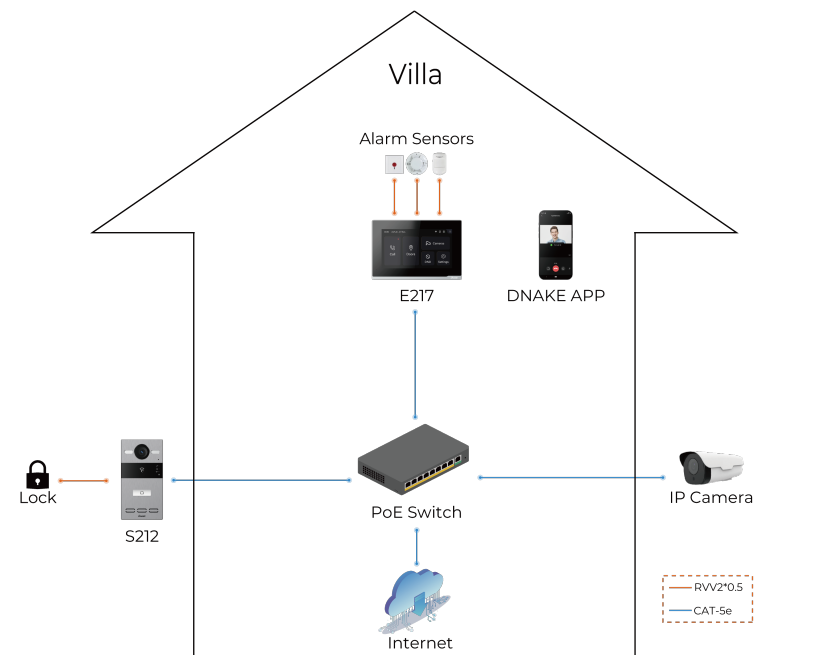 Villa
Alarm Sensors
E217
DNAKE APP
Lock
S212
PoE Switch
IP Camera
RVV2*0.5
CAT-5e
Internet